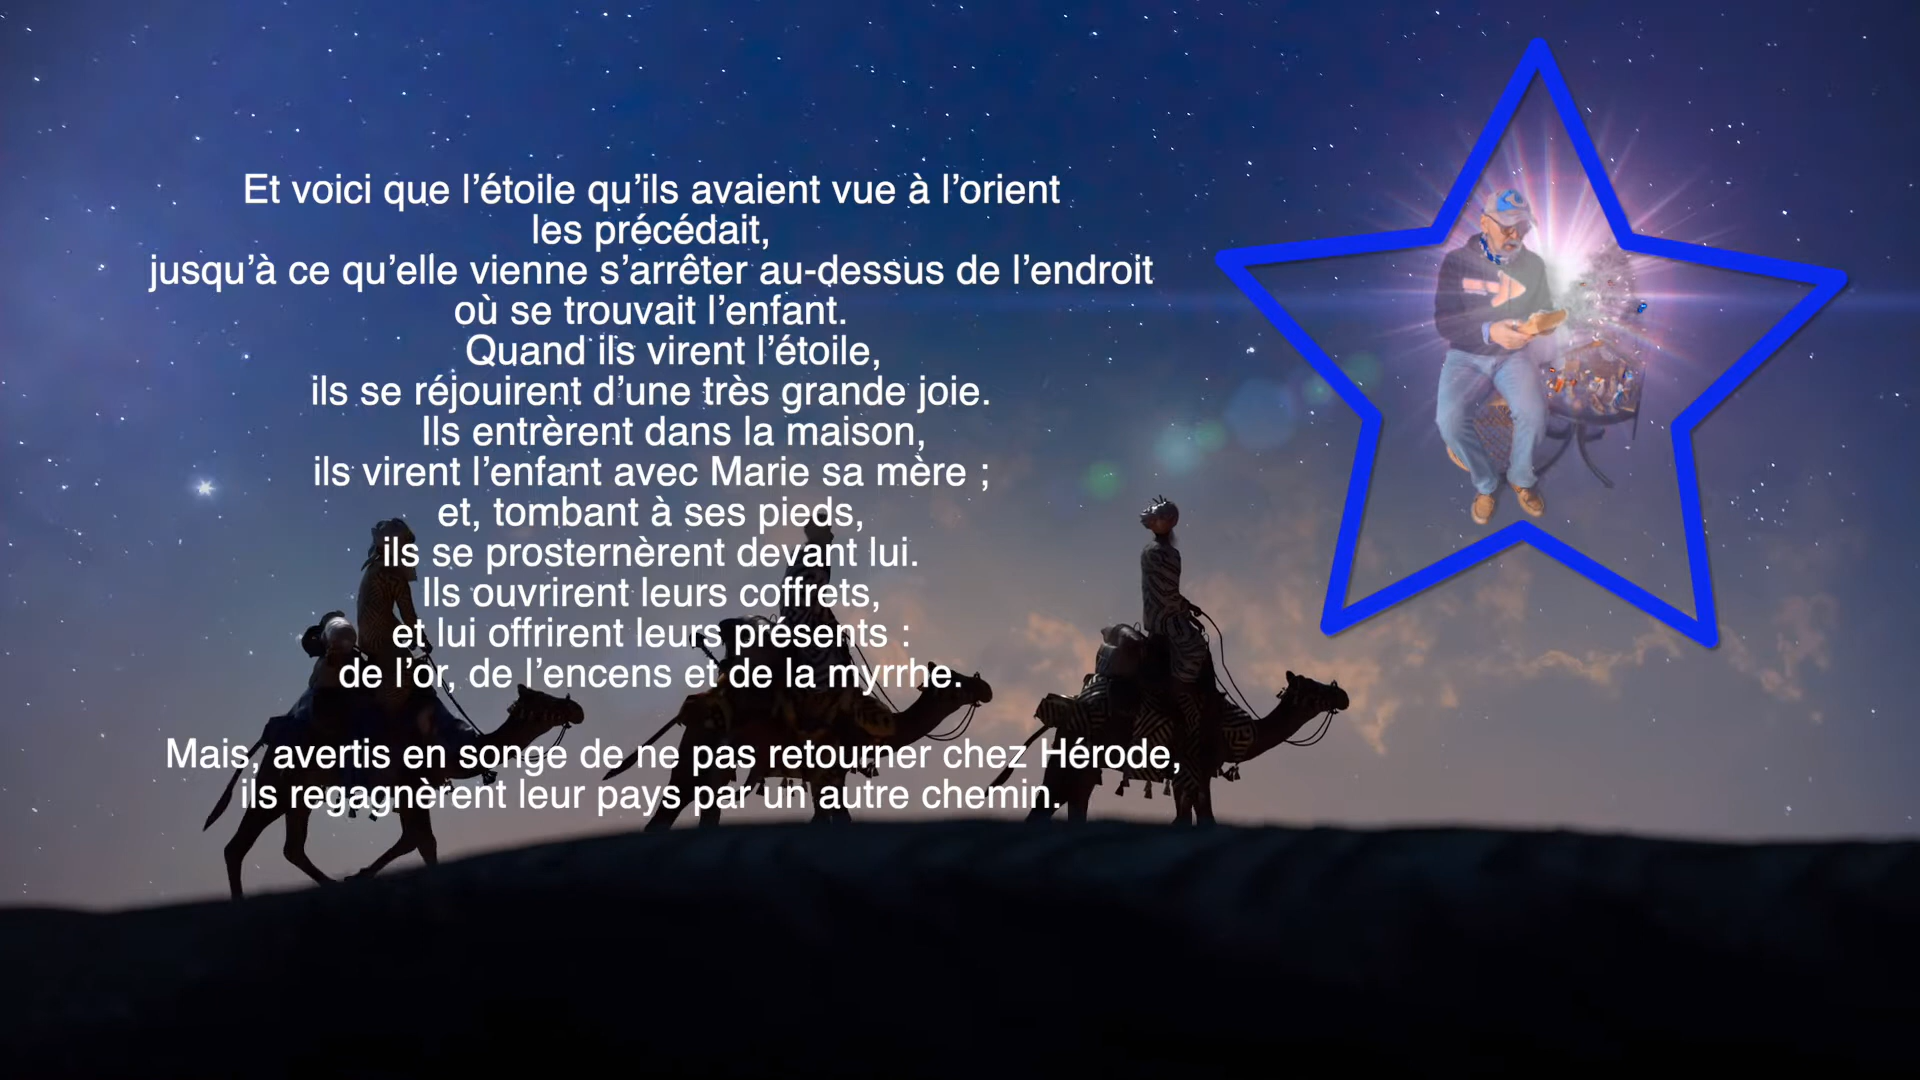 Et voici que l’étoile qu’ils avaient vue à l’orient
les précédait,
jusqu’à ce qu’elle vienne s’arrêter au-dessus de l’endroit
où se trouvait l’enfant.
Quand ils virent l’étoile,
ils se réjouirent d’une très grande joie.
Ils entrèrent dans la maison,
ils virent l’enfant avec Marie sa mère ;
et, tombant à ses pieds,
ils se prosternèrent devant lui.
Ils ouvrirent leurs coffrets,
et lui offrirent leurs présents :
de l’or, de l’encens et de la myrrhe.
Mais, avertis en songe de ne pas retourner chez Hérode,
ils regagnèrent leur pays par un autre chemin.